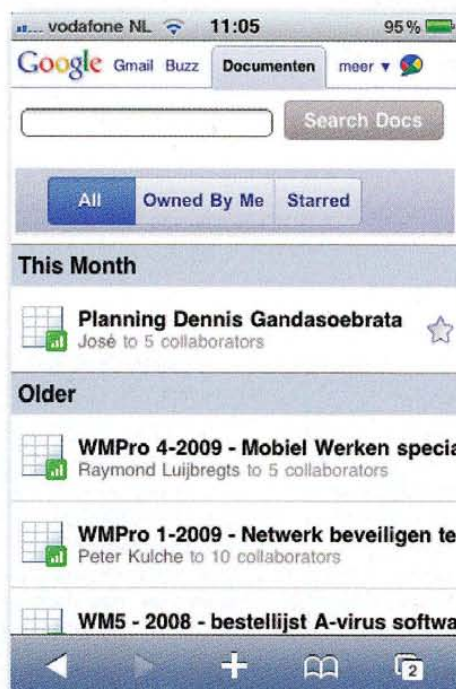 vodafone NL 11:05 95 %
Google Gmail Buzz Documenten meer ▾
Search Docs
All Owned By Me Starred
This Month
Planning Dennis Gandasoebrata
José to 5 collaborators
Older
WMPro 4-2009 - Mobiel Werken specia
Raymond Luijbregts to 5 collaborators
WMPro 1-2009 - Netwerk beveiligen te
Peter Kulche to 10 collaborators
WM5 - 2008 - bestellijst A-virus softwa
2